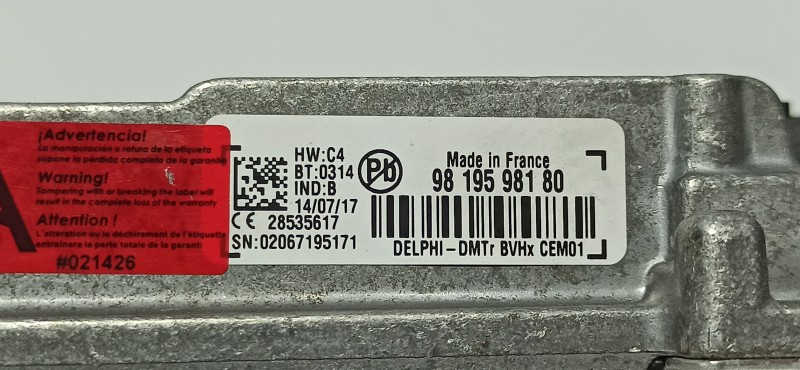 ¡Advertencia!
La manipulación o rotura de la etiqueta
supone la pérdida completa de la garantía
Warning!
Tampering with or breaking the label will
result in the complete loss of the warranty
Attention !
L'altération ou le déchirement de l'étiquette
entraînera la perte totale de la garanti
#021426
HW:C4
BT:0314
IND:B
14/07/17
CE 28535617
SN:02067195171
Pb
Made in France
98 195 981 80
DELPHI-DMTr BVHx CEM01